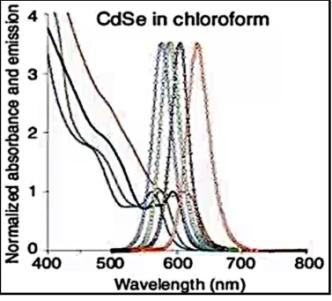 CdSe in chloroform
Normalized absorbance and emission
4
3
2
1
0
400 500 600 700 800
Wavelength (nm)